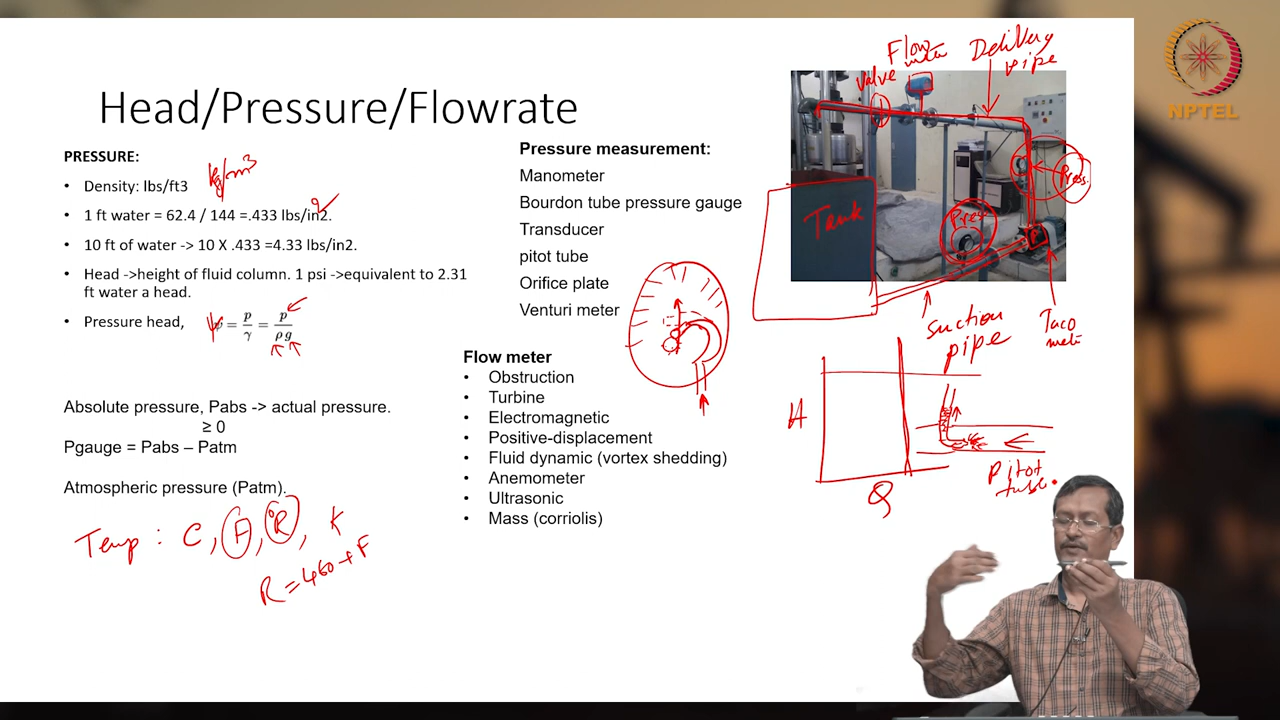 Head/Pressure/Flowrate
PRESSURE:
• Density: lbs/ft3
kg/m3
• 1 ft water = 62.4 / 144 =.433 lbs/in2.
2
• 10 ft of water -> 10 X .433 =4.33 lbs/in2.
• Head ->height of fluid column. 1 psi ->equivalent to 2.31
ft water a head.
• Pressure head,
= p/γ = p/ρg
Absolute pressure, Pabs -> actual pressure.
≥ 0
Pgauge = Pabs – Patm
Atmospheric pressure (Patm).
Temp : C, F, °R, K
R = 460 + F
Pressure measurement:
Manometer
Bourdon tube pressure gauge
Transducer
pitot tube
Orifice plate
Venturi meter
Flow meter
• Obstruction
• Turbine
• Electromagnetic
• Positive-displacement
• Fluid dynamic (vortex shedding)
• Anemometer
• Ultrasonic
• Mass (corriolis)
Valve
Flow
meter
Delivery
pipe
Press.
Press
Tank
P
Suction
pipe
Taco
mete
H
Q
Pitot
tube.
NPTEL